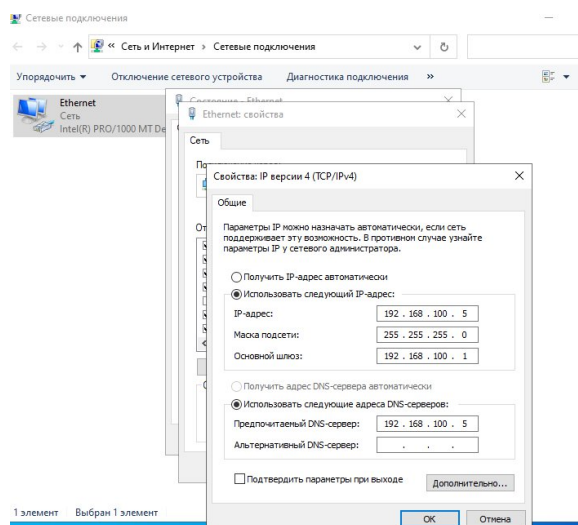 Сетевые подключения
« Сеть и Интернет › Сетевые подключения
Упорядочить Отключение сетевого устройства Диагностика подключения »
Ethernet
Сеть
Intel(R) PRO/1000 MT De
Состояние - Ethernet
Ethernet: свойства
Сеть
Свойства: IP версии 4 (TCP/IPv4)
Общие
Параметры IP можно назначать автоматически, если сеть
поддерживает эту возможность. В противном случае узнайте
параметры IP у сетевого администратора.
Получить IP-адрес автоматически
Использовать следующий IP-адрес:
IP-адрес: 192 . 168 . 100 . 5
Маска подсети: 255 . 255 . 255 . 0
Основной шлюз: 192 . 168 . 100 . 1
Получить адрес DNS-сервера автоматически
Использовать следующие адреса DNS-серверов:
Предпочитаемый DNS-сервер: 192 . 168 . 100 . 5
Альтернативный DNS-сервер: . . .
Подтвердить параметры при выходе Дополнительно...
1 элемент Выбран 1 элемент
OK Отмена